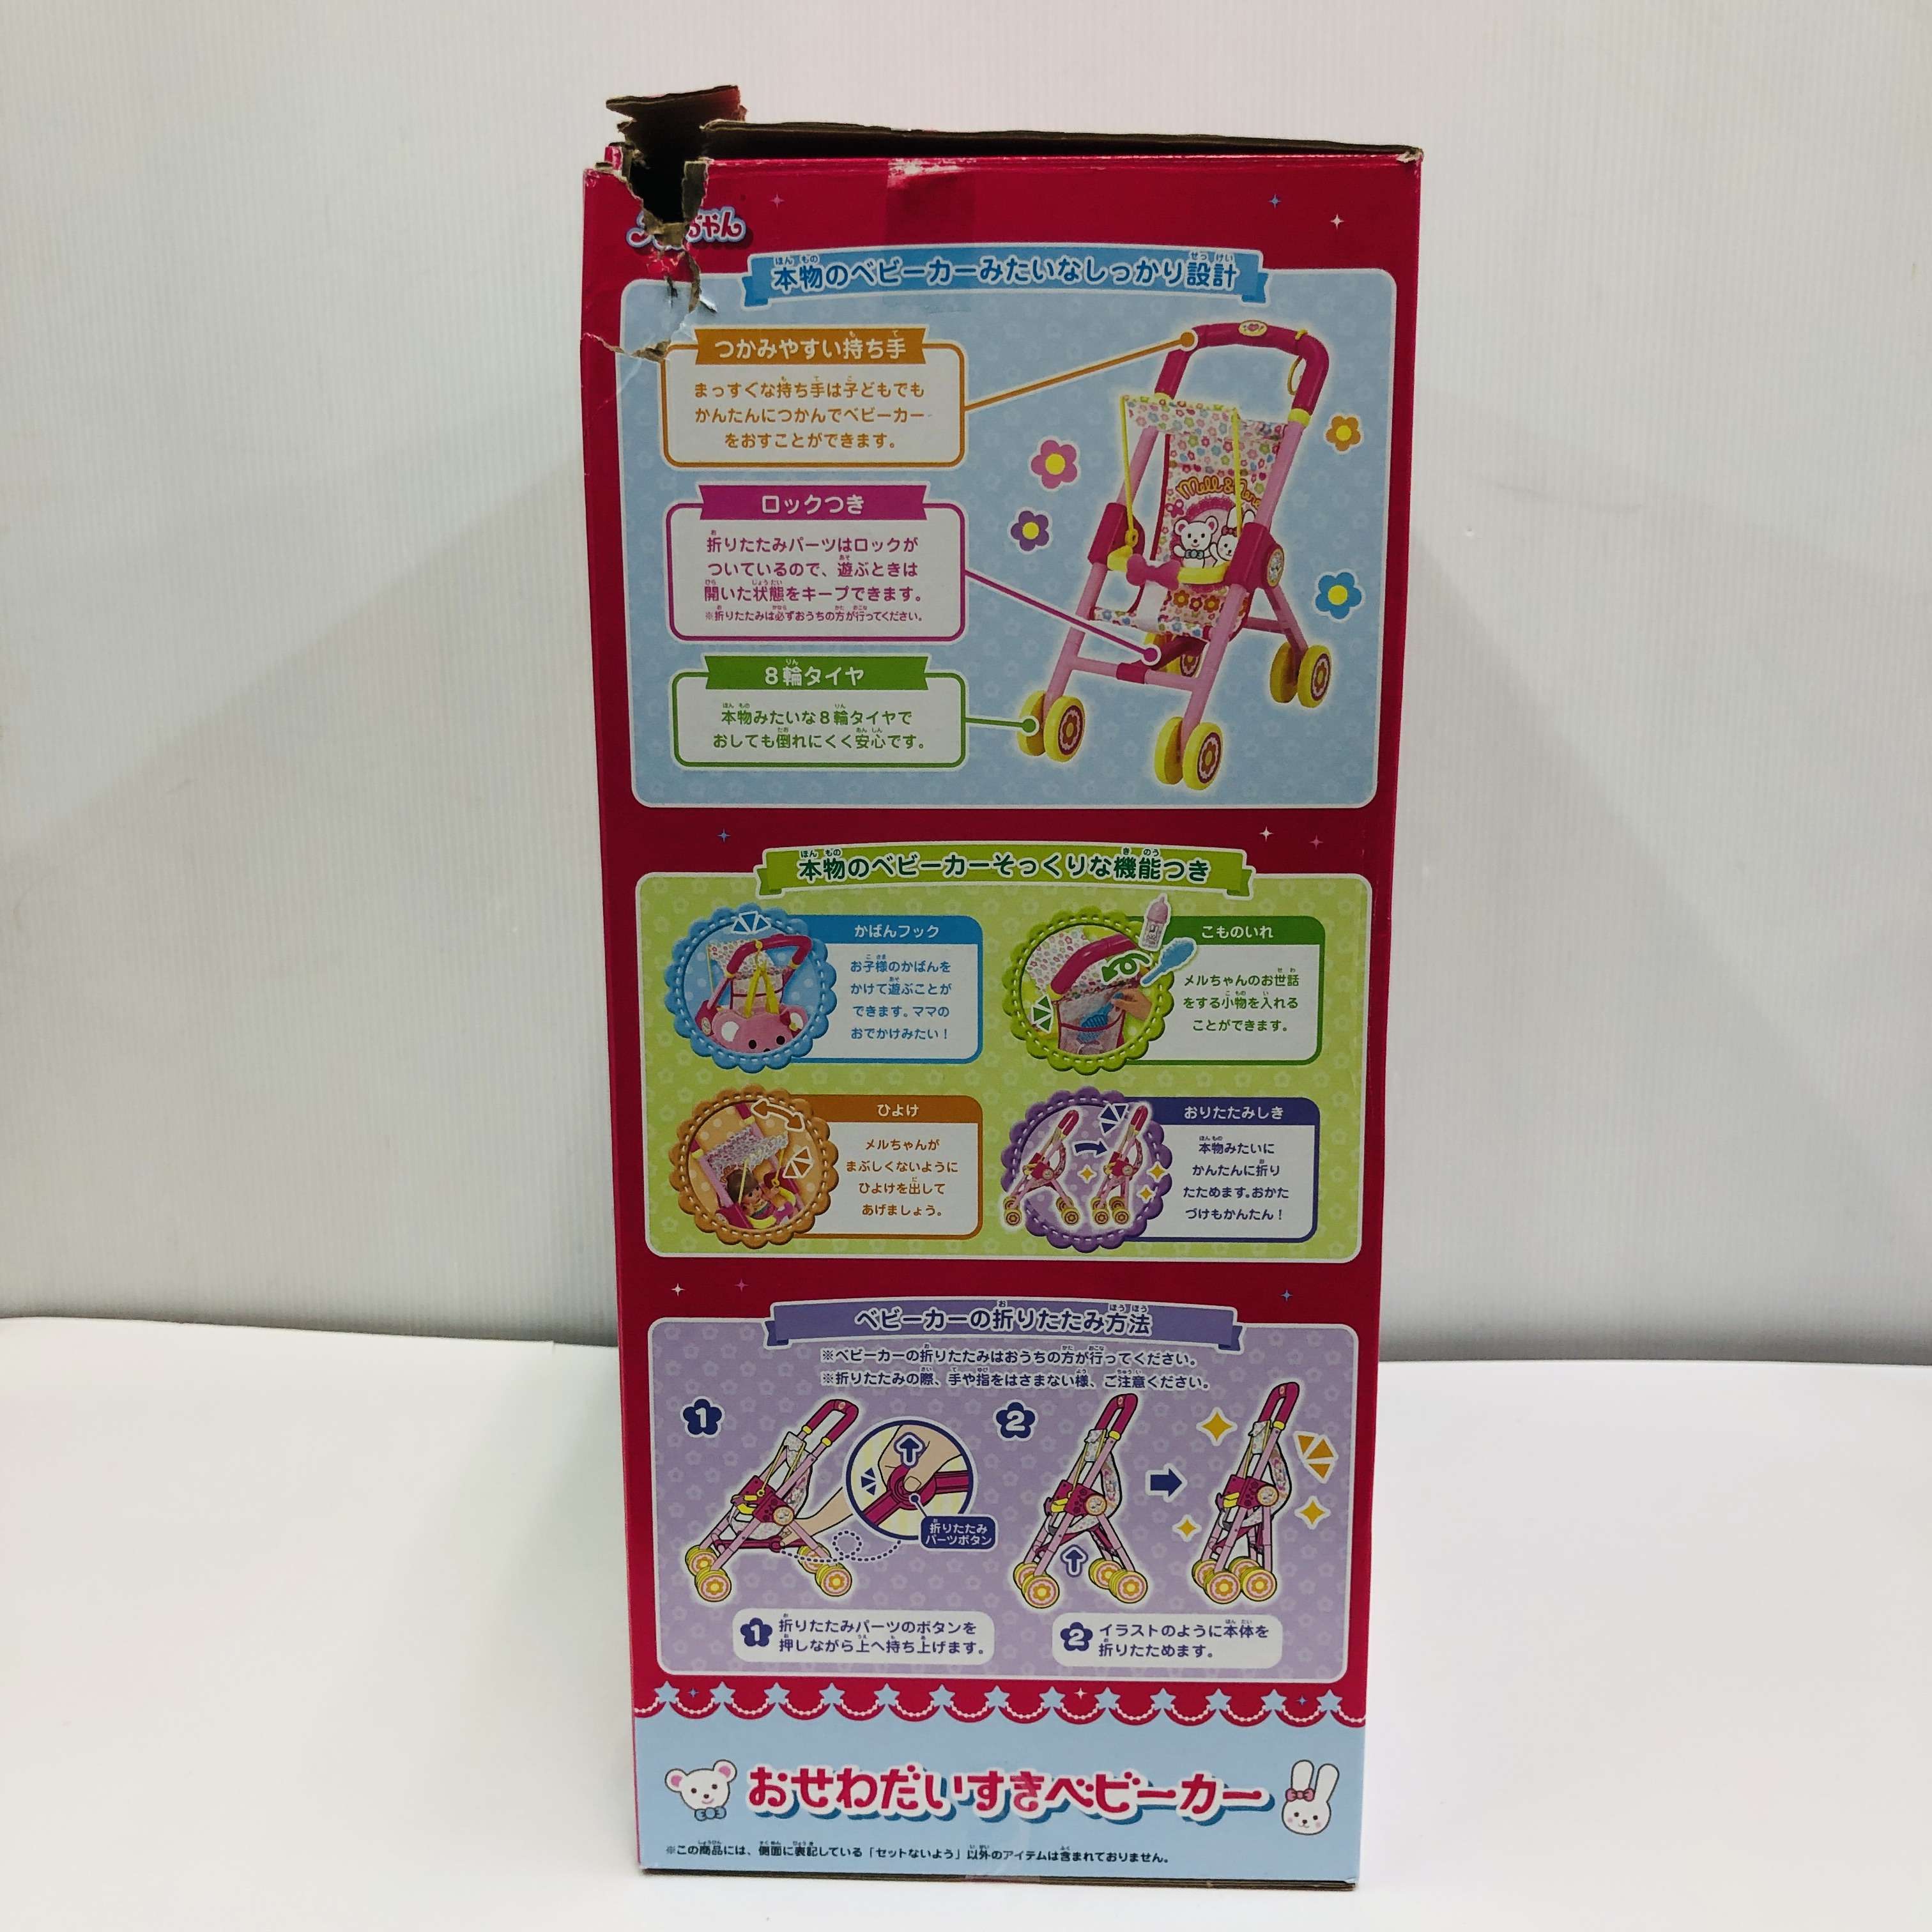 ちゃん
本物のベビーカーみたいなしっかり設計
つかみやすい持ち手
まっすぐな持ち手は子どもでも
かんたんにつかんでベビーカー
をおすことができます。
ロックつき
折りたたみパーツはロックが
ついているので、遊ぶときは
開いた状態をキープできます。
※折りたたみは必ずおうちの方が行ってください。
8輪タイヤ
本物みたいな8輪タイヤで
おしても倒れにくく安心です。
Mell &
本物のベビーカーそっくりな機能つき
かばんフック
お子様のかばんを
かけて遊ぶことが
できます。ママの
おでかけみたい!
こものいれ
メルちゃんのお世話
をする小物を入れる
ことができます。
ひよけ
メルちゃんが
まぶしくないように
ひよけを出して
あげましょう。
おりたたみしき
本物みたいに
かんたんに折り
たためます。おかた
づけもかんたん!
ベビーカーの折りたたみ方法
※ベビーカーの折りたたみはおうちの方が行ってください。
※折りたたみの際、手や指をはさまない様、ご注意ください。
1
2
折りたたみ
パーツボタン
1 折りたたみパーツのボタンを
押しながら上へ持ち上げます。
2 イラストのように本体を
折りたためます。
おせわだいすきベビーカー
※この商品には、側面に表記している「セットないよう」以外のアイテムは含まれておりません。